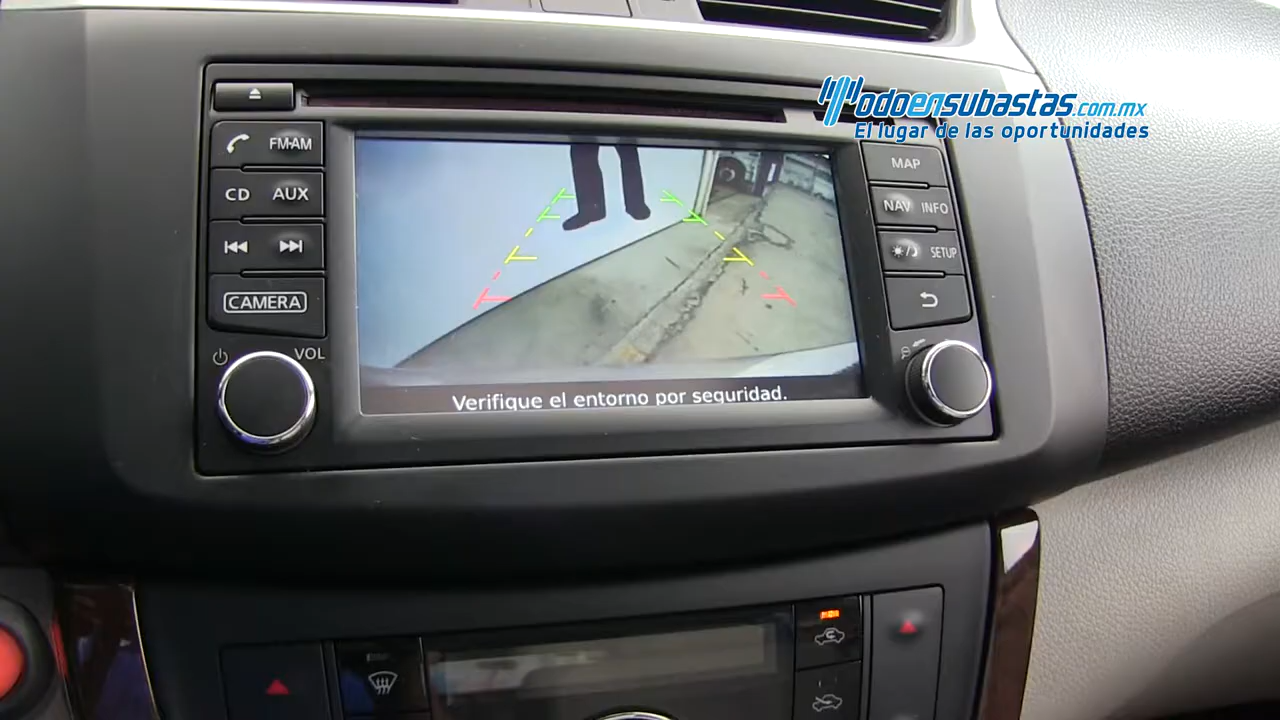 Todoensubastas.com.mx
El lugar de las oportunidades
FM-AM
CD AUX
CAMERA
VOL
MAP
NAV INFO
SETUP
Verifique el entorno por seguridad.